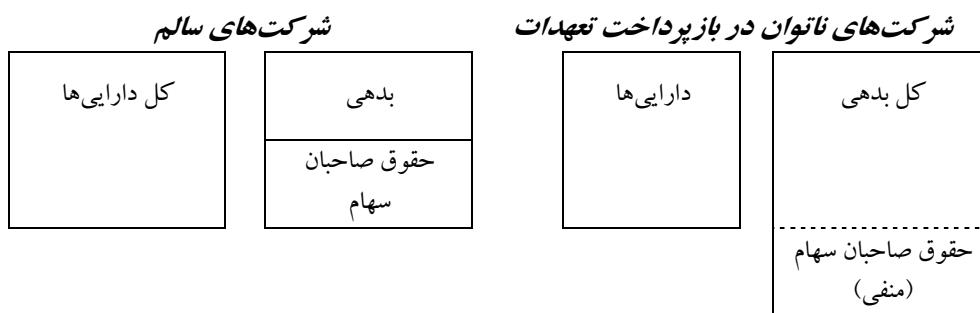 شرکت‌های ناتوان در بازپرداخت تعهدات
شرکت‌های سالم
کل بدهی
دارایی‌ها
بدهی
کل دارایی‌ها
حقوق صاحبان
سهام
حقوق صاحبان سهام
(منفی)